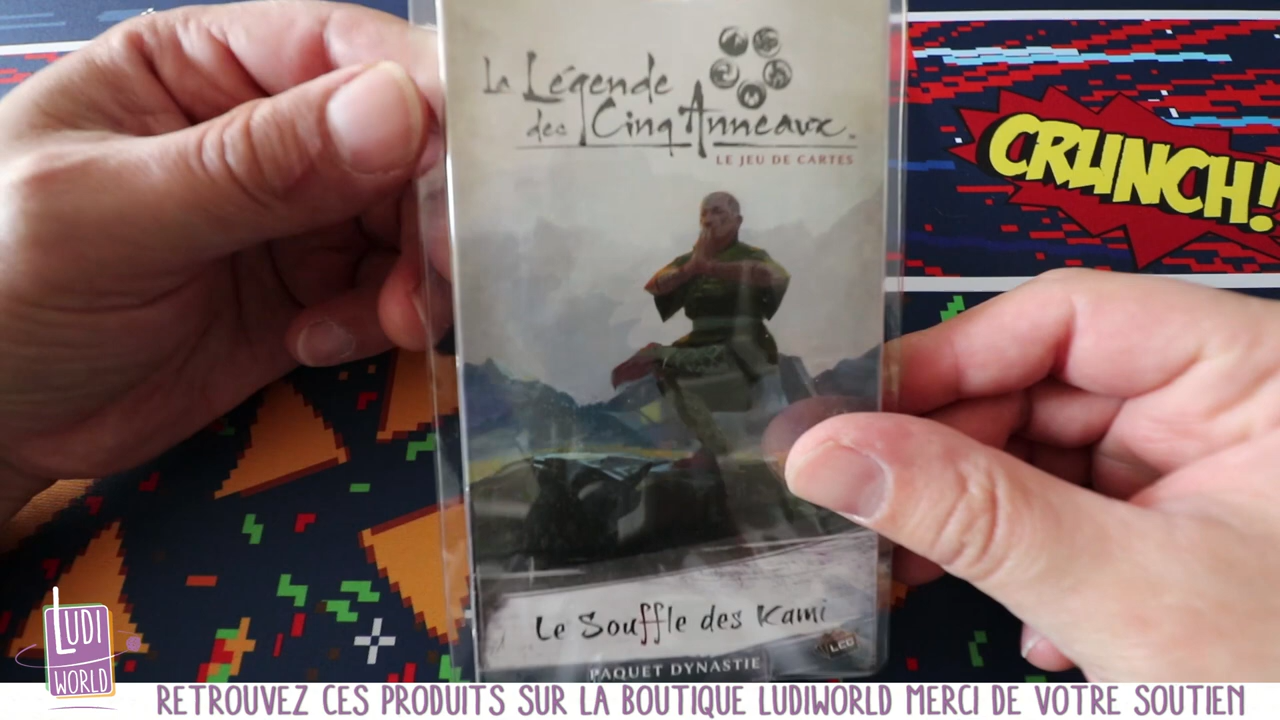 La Légende
des Cinq Anneaux
LE JEU DE CARTES
CRUNCH!
Le Souffle des Kami
LCG
PAQUET DYNASTIE
LUDI
WORLD
RETROUVEZ CES PRODUITS SUR LA BOUTIQUE LUDIWORLD MERCI DE VOTRE SOUTIEN